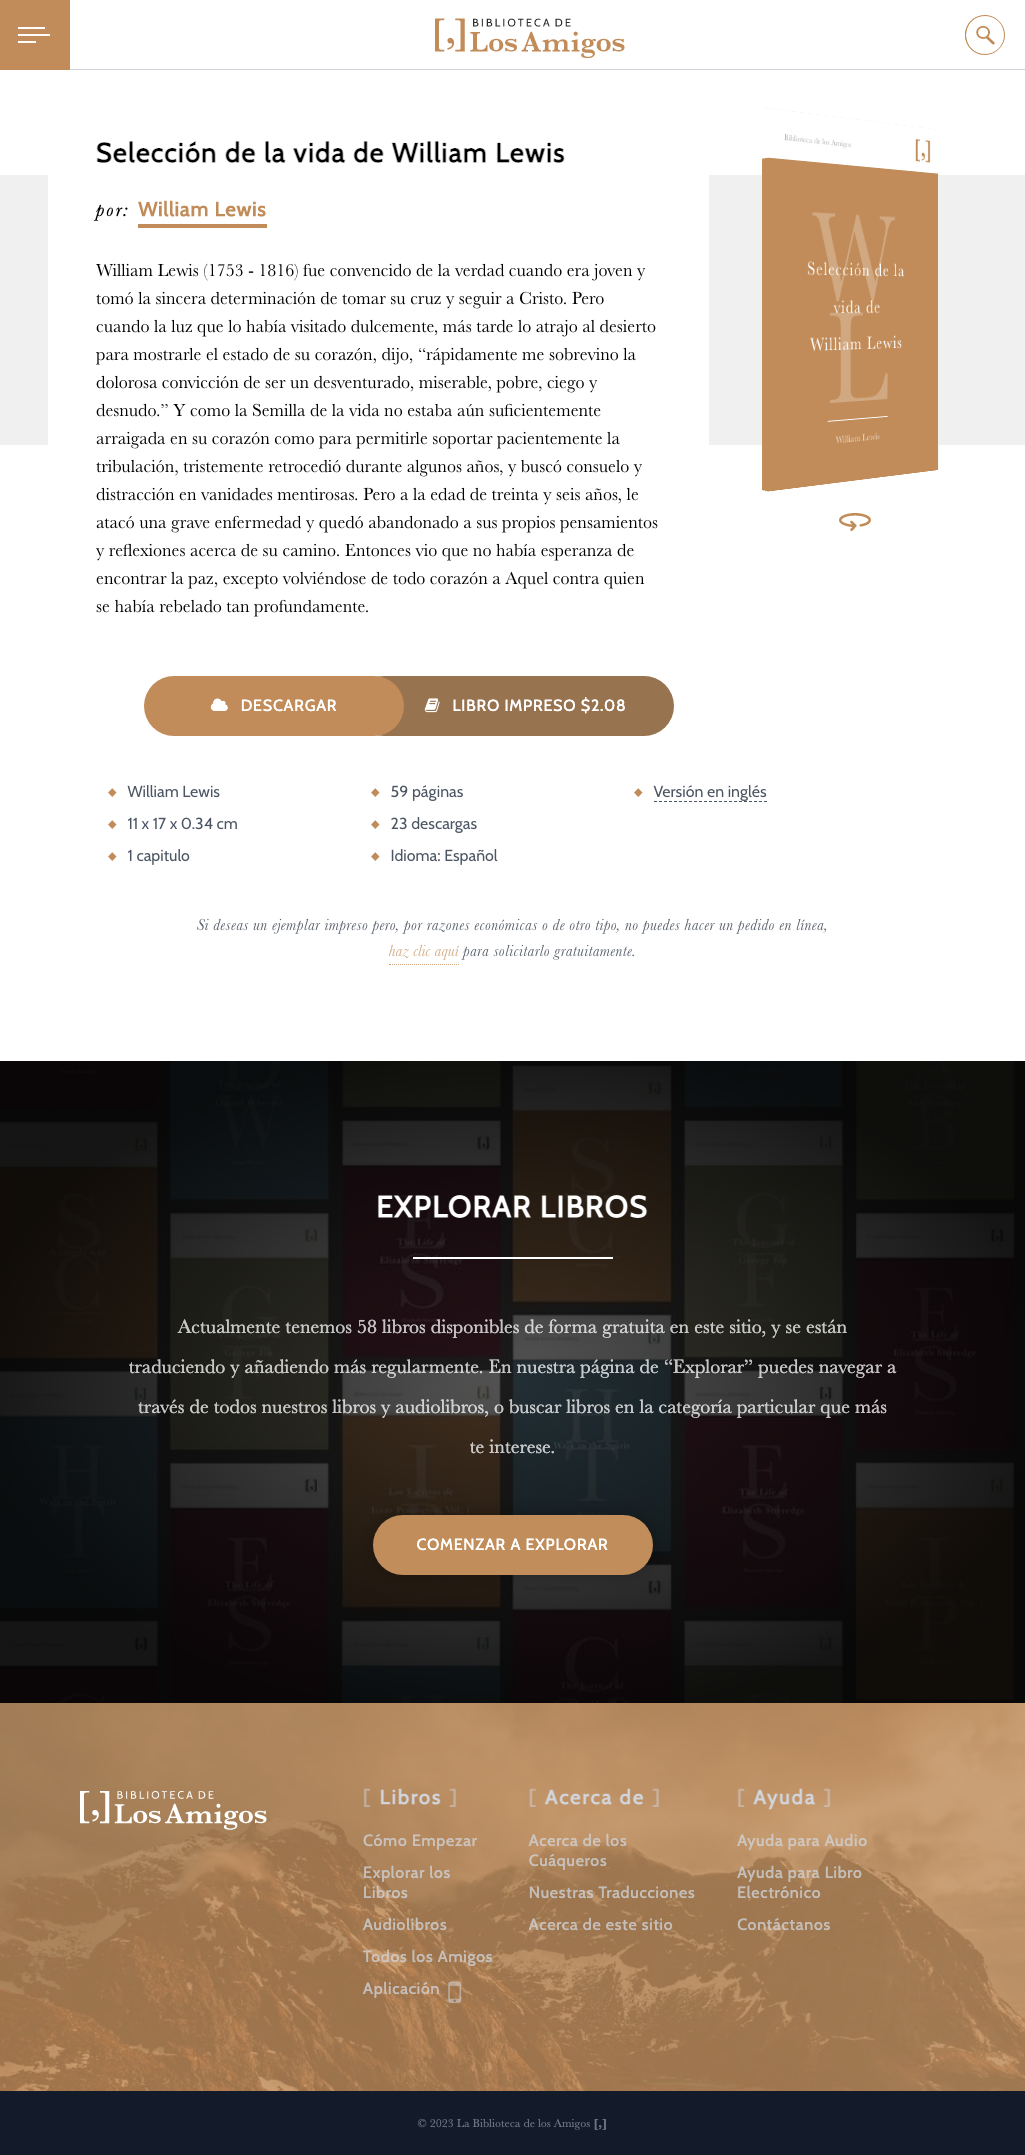 BIBLIOTECA DE
[,] Los Amigos
Selección de la vida de William Lewis
por: William Lewis
William Lewis (1753 - 1816) fue convencido de la verdad cuando era joven y
tomó la sincera determinación de tomar su cruz y seguir a Cristo. Pero
cuando la luz que lo había visitado dulcemente, más tarde lo atrajo al desierto
para mostrarle el estado de su corazón, dijo, “rápidamente me sobrevino la
dolorosa convicción de ser un desventurado, miserable, pobre, ciego y
desnudo.” Y como la Semilla de la vida no estaba aún suficientemente
arraigada en su corazón como para permitirle soportar pacientemente la
tribulación, tristemente retrocedió durante algunos años, y buscó consuelo y
distracción en vanidades mentirosas. Pero a la edad de treinta y seis años, le
atacó una grave enfermedad y quedó abandonado a sus propios pensamientos
y reflexiones acerca de su camino. Entonces vio que no había esperanza de
encontrar la paz, excepto volviéndose de todo corazón a Aquel contra quien
se había rebelado tan profundamente.
Biblioteca de los Amigos
[,]
W
L
Selección de la
vida de
William Lewis
William Lewis
DESCARGAR
LIBRO IMPRESO $2.08
William Lewis
11 x 17 x 0.34 cm
1 capitulo
59 páginas
23 descargas
Idioma: Español
Versión en inglés
Si deseas un ejemplar impreso pero, por razones económicas o de otro tipo, no puedes hacer un pedido en línea,
haz clic aquí para solicitarlo gratuitamente.
EXPLORAR LIBROS
Actualmente tenemos 58 libros disponibles de forma gratuita en este sitio, y se están
traduciendo y añadiendo más regularmente. En nuestra página de “Explorar” puedes navegar a
través de todos nuestros libros y audiolibros, o buscar libros en la categoría particular que más
te interese.
COMENZAR A EXPLORAR
BIBLIOTECA DE
[,] Los Amigos
[ Libros ]
Cómo Empezar
Explorar los
Libros
Audiolibros
Todos los Amigos
Aplicación
[ Acerca de ]
Acerca de los
Cuáqueros
Nuestras Traducciones
Acerca de este sitio
[ Ayuda ]
Ayuda para Audio
Ayuda para Libro
Electrónico
Contáctanos
© 2023 La Biblioteca de los Amigos [,]